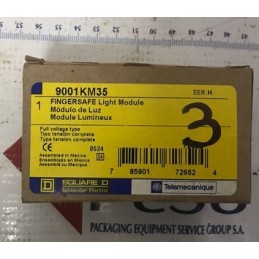 9001KM35
SER H
1
FINGERSAFE Light Module
Módulo de Luz
Module Lumineux
3
Full voltage type
Tipo tensión completa
Type tension complète
CE 0524
Assembled in Mexico
Ensamblado en México
Assemblé en Mexique
7 85901 72652 4
D SQUARE D
Schneider Electric
Telemecanique
PACKAGING EQUIPMENT SERVICE GROUP S.A.